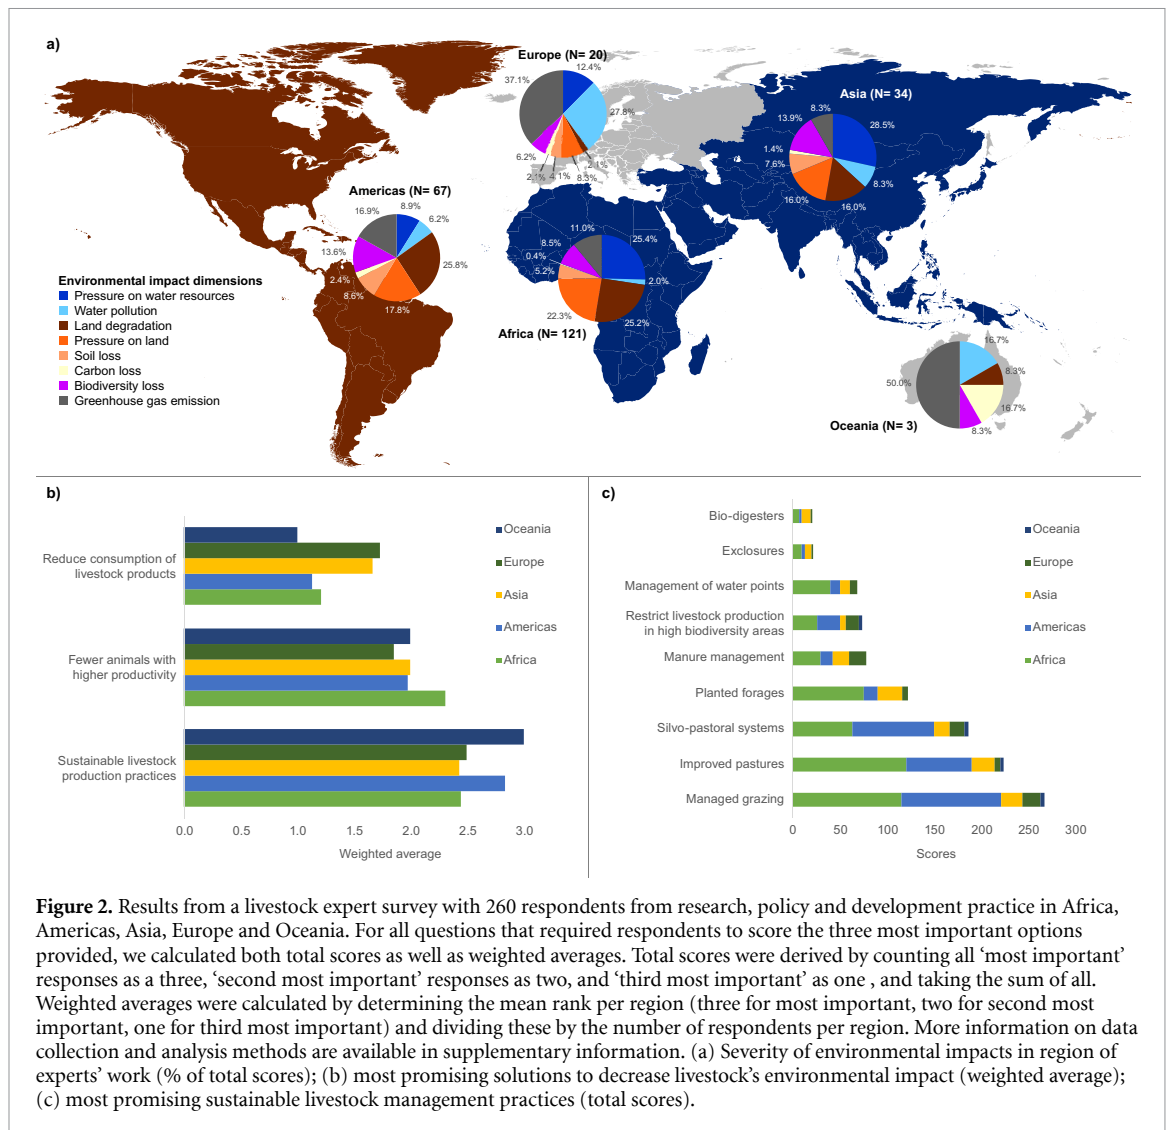 a)
Europe (N= 20)
12.4%
27.8%
2.1%
8.3%
4.1%
2.1%
6.2%
37.1%
Asia (N= 34)
28.5%
8.3%
16.0%
16.0%
7.6%
1.4%
13.9%
8.3%
Americas (N= 67)
8.9%
6.2%
25.8%
17.8%
8.6%
2.4%
13.6%
16.9%
25.4%
2.0%
25.2%
22.3%
5.2%
0.4%
8.5%
11.0%
Africa (N= 121)
16.7%
8.3%
16.7%
8.3%
50.0%
Oceania (N= 3)
Environmental impact dimensions
Pressure on water resources
Water pollution
Land degradation
Pressure on land
Soil loss
Carbon loss
Biodiversity loss
Greenhouse gas emission
b)
Reduce consumption of
livestock products
Fewer animals with
higher productivity
Sustainable livestock
production practices
0.0 0.5 1.0 1.5 2.0 2.5 3.0
Weighted average
Oceania
Europe
Asia
Americas
Africa
c)
Bio-digesters
Exclosures
Management of water points
Restrict livestock production
in high biodiversity areas
Manure management
Planted forages
Silvo-pastoral systems
Improved pastures
Managed grazing
0 50 100 150 200 250 300
Scores
Oceania
Europe
Asia
Americas
Africa
Figure 2. Results from a livestock expert survey with 260 respondents from research, policy and development practice in Africa,
Americas, Asia, Europe and Oceania. For all questions that required respondents to score the three most important options
provided, we calculated both total scores as well as weighted averages. Total scores were derived by counting all ‘most important’
responses as a three, ‘second most important’ responses as two, and ‘third most important’ as one , and taking the sum of all.
Weighted averages were calculated by determining the mean rank per region (three for most important, two for second most
important, one for third most important) and dividing these by the number of respondents per region. More information on data
collection and analysis methods are available in supplementary information. (a) Severity of environmental impacts in region of
experts’ work (% of total scores); (b) most promising solutions to decrease livestock’s environmental impact (weighted average);
(c) most promising sustainable livestock management practices (total scores).